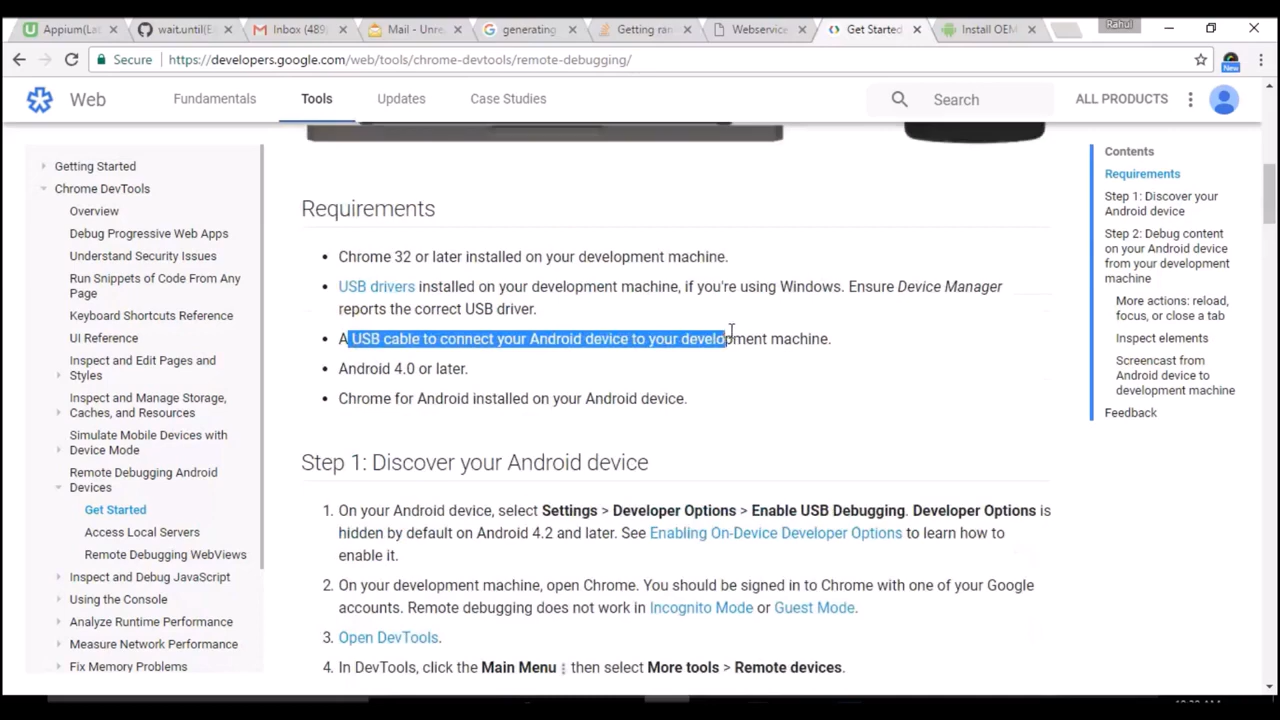 Appium(La
wait.until(E
Inbox (489
Mail - Unre
generating
Getting ran
Webservice
Get Started
Install OEM
Rahul
Secure
https://developers.google.com/web/tools/chrome-devtools/remote-debugging/
New
Web
Fundamentals
Tools
Updates
Case Studies
Search
ALL PRODUCTS
Getting Started
Chrome DevTools
Overview
Debug Progressive Web Apps
Understand Security Issues
Run Snippets of Code From Any
Page
Keyboard Shortcuts Reference
UI Reference
Inspect and Edit Pages and
Styles
Inspect and Manage Storage,
Caches, and Resources
Simulate Mobile Devices with
Device Mode
Remote Debugging Android
Devices
Get Started
Access Local Servers
Remote Debugging WebViews
Inspect and Debug JavaScript
Using the Console
Analyze Runtime Performance
Measure Network Performance
Fix Memory Problems
Requirements
• Chrome 32 or later installed on your development machine.
• USB drivers installed on your development machine, if you're using Windows. Ensure Device Manager
reports the correct USB driver.
• A USB cable to connect your Android device to your development machine.
• Android 4.0 or later.
• Chrome for Android installed on your Android device.
Step 1: Discover your Android device
1. On your Android device, select Settings > Developer Options > Enable USB Debugging. Developer Options is
hidden by default on Android 4.2 and later. See Enabling On-Device Developer Options to learn how to
enable it.
2. On your development machine, open Chrome. You should be signed in to Chrome with one of your Google
accounts. Remote debugging does not work in Incognito Mode or Guest Mode.
3. Open DevTools.
4. In DevTools, click the Main Menu ⋮ then select More tools > Remote devices.
Contents
Requirements
Step 1: Discover your
Android device
Step 2: Debug content
on your Android device
from your development
machine
More actions: reload,
focus, or close a tab
Inspect elements
Screencast from
Android device to
development machine
Feedback